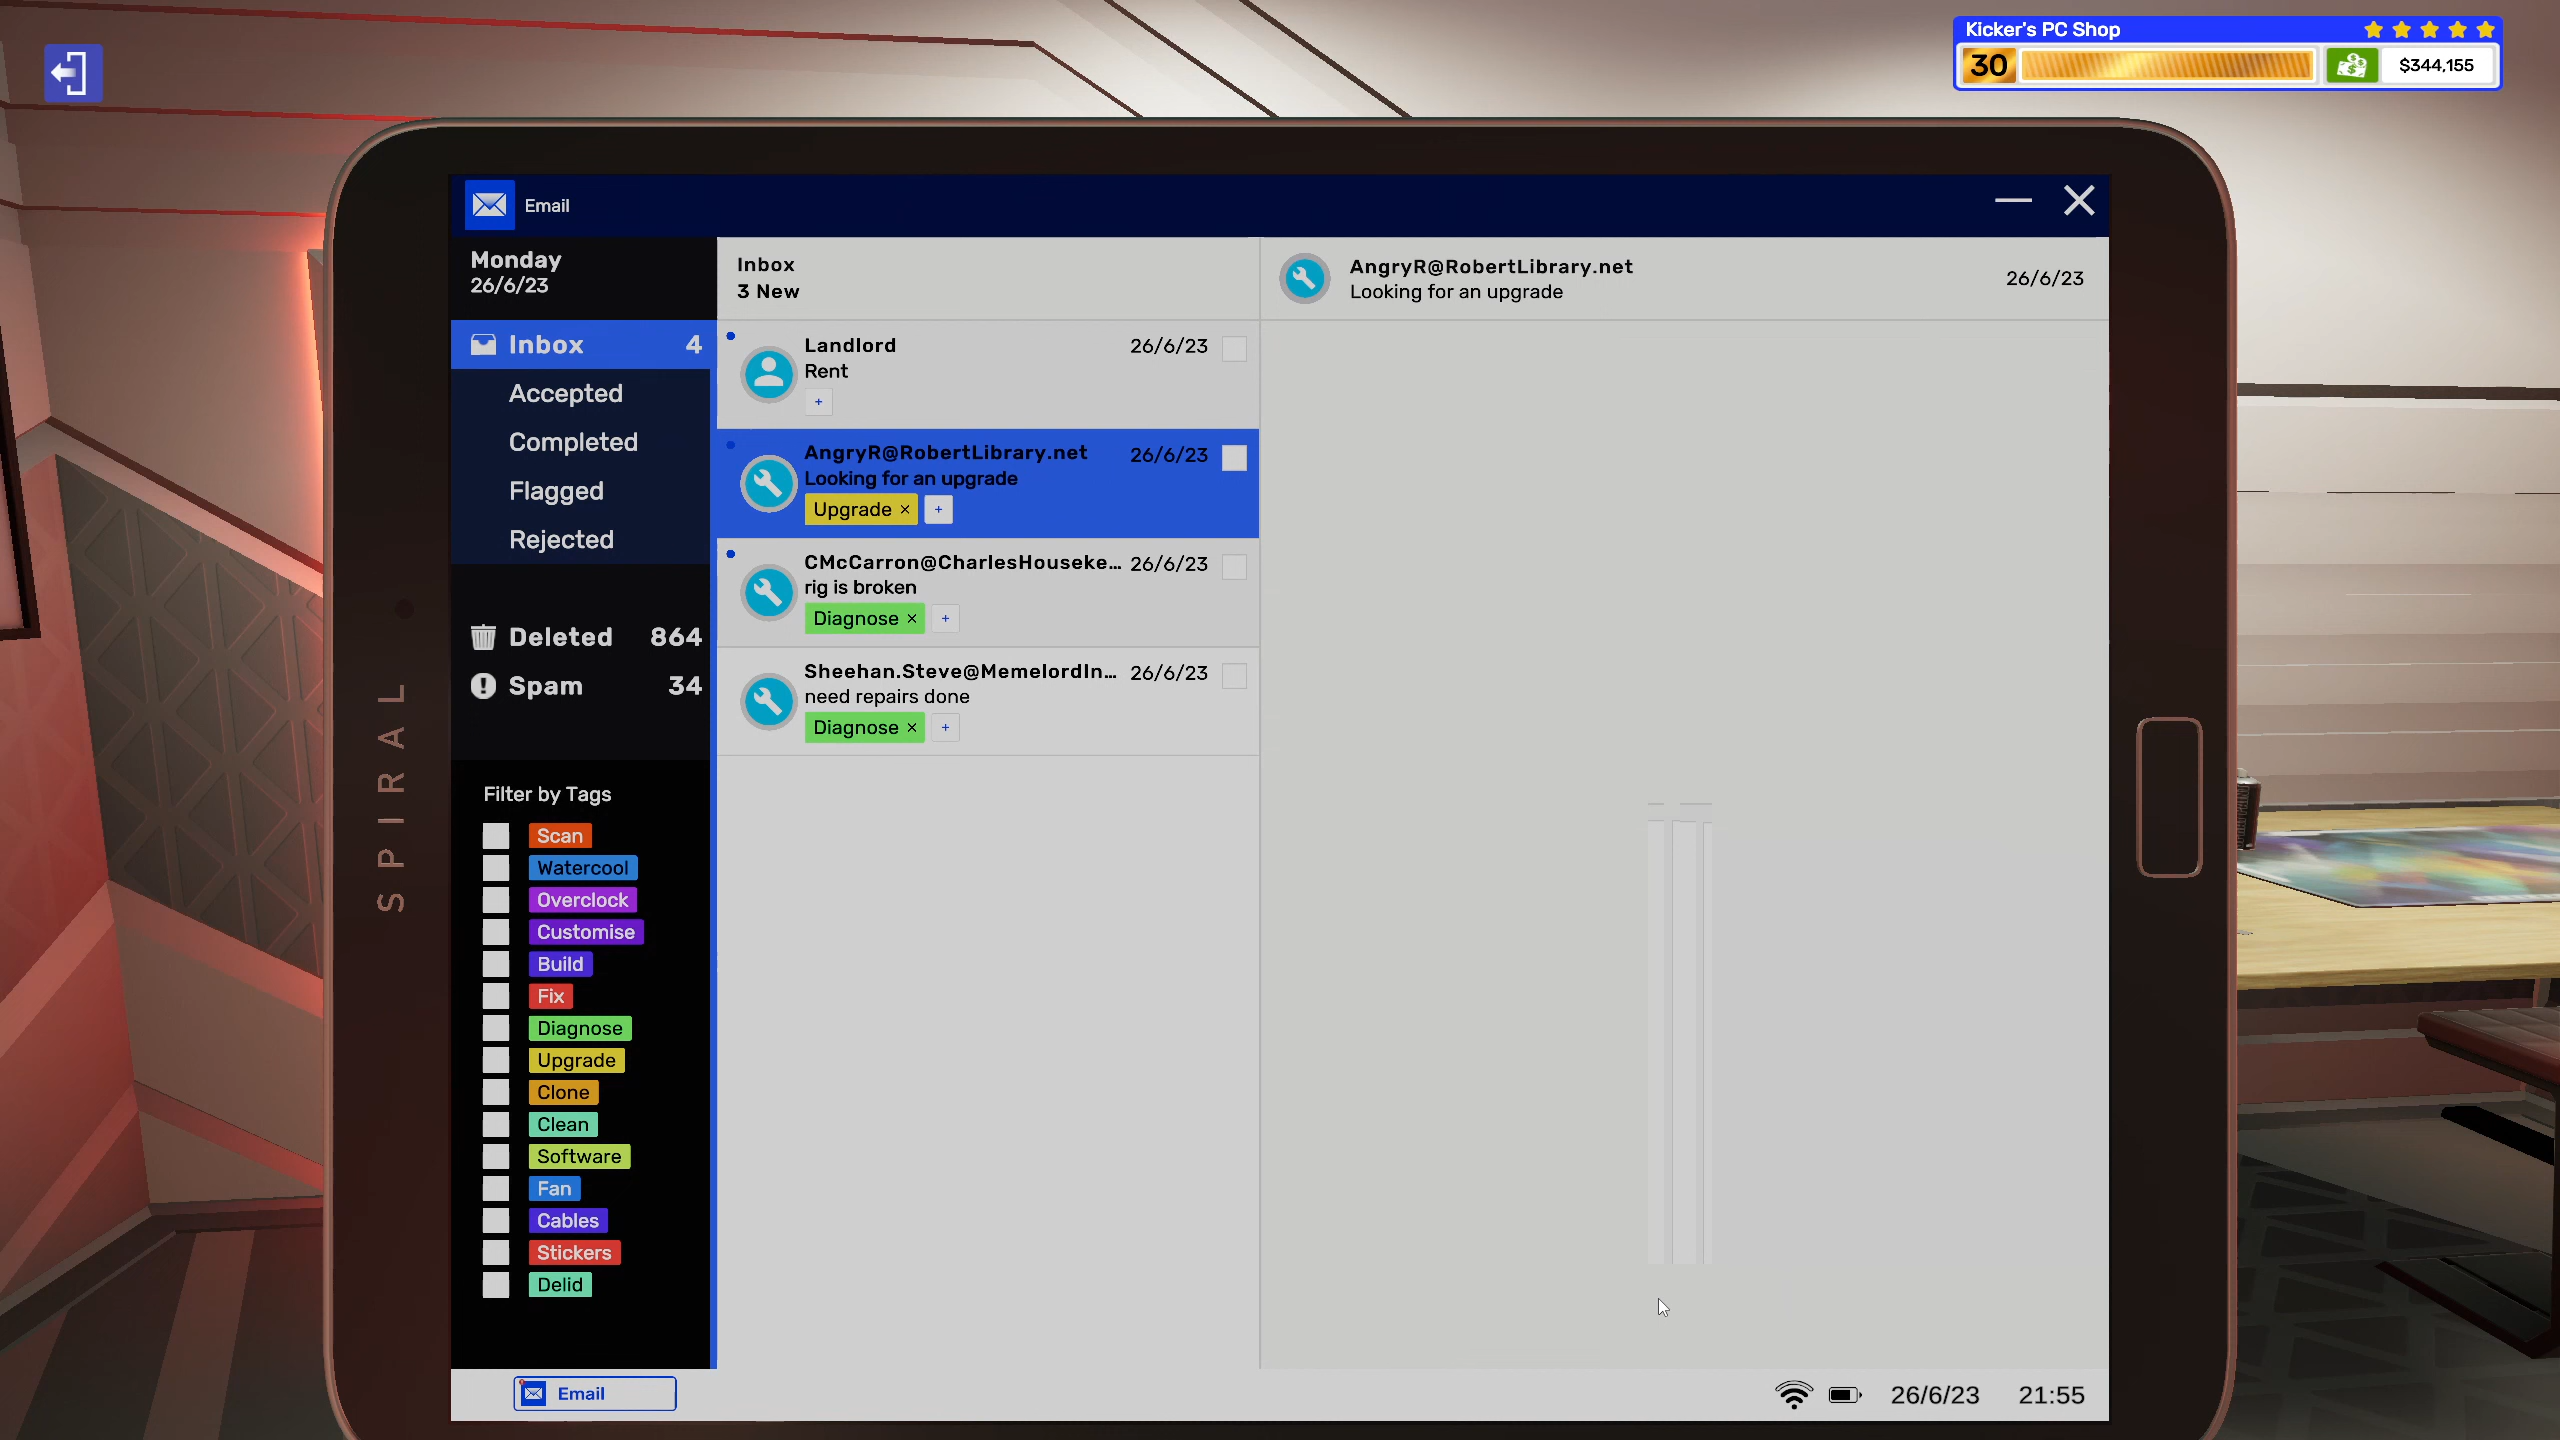 Kicker's PC Shop
30
$344,155
Email
Monday
26/6/23
Inbox 4
Accepted
Completed
Flagged
Rejected
Deleted 864
Spam 34
Filter by Tags
Scan
Watercool
Overclock
Customise
Build
Fix
Diagnose
Upgrade
Clone
Clean
Software
Fan
Cables
Stickers
Delid
Inbox
3 New
Landlord 26/6/23
Rent
+
AngryR@RobertLibrary.net 26/6/23
Looking for an upgrade
Upgrade × +
CMcCarron@CharlesHouseke... 26/6/23
rig is broken
Diagnose × +
Sheehan.Steve@MemelordIn... 26/6/23
need repairs done
Diagnose × +
AngryR@RobertLibrary.net
Looking for an upgrade
26/6/23
SPIRAL
Email
26/6/23 21:55